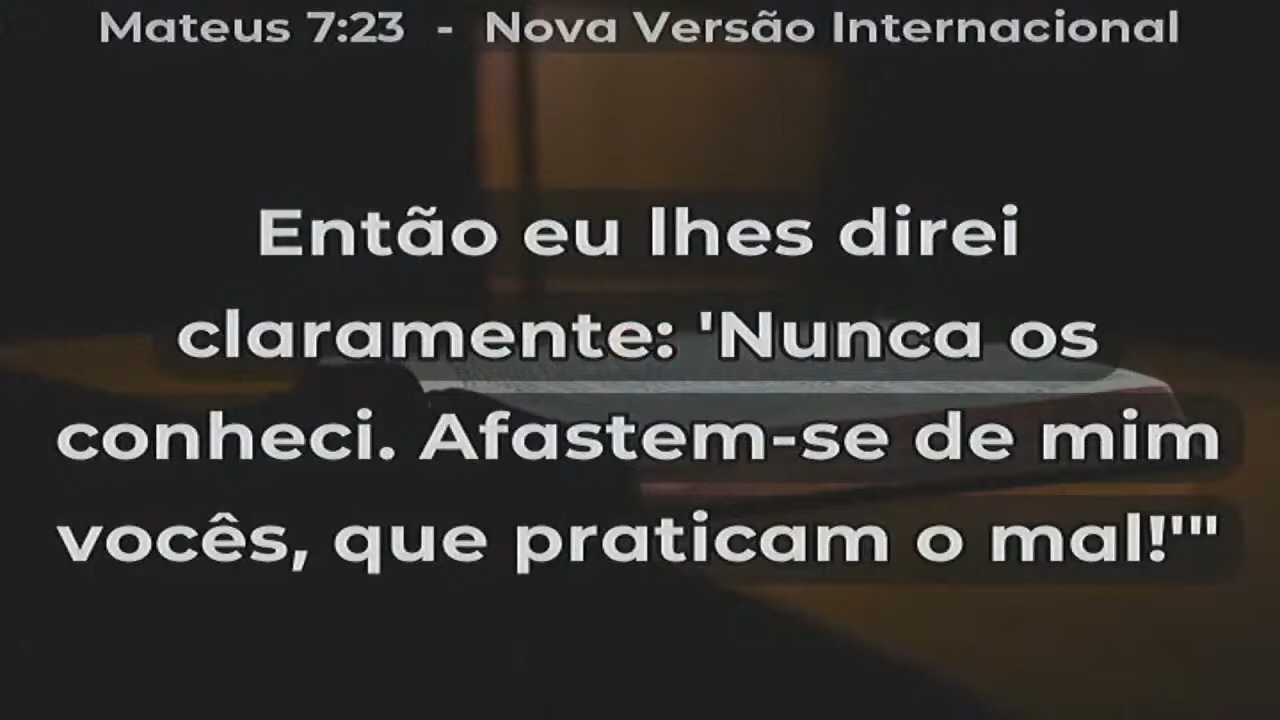 Mateus 7:23 - Nova Versão Internacional
Então eu lhes direi
claramente: 'Nunca os
conheci. Afastem-se de mim
vocês, que praticam o mal!'"